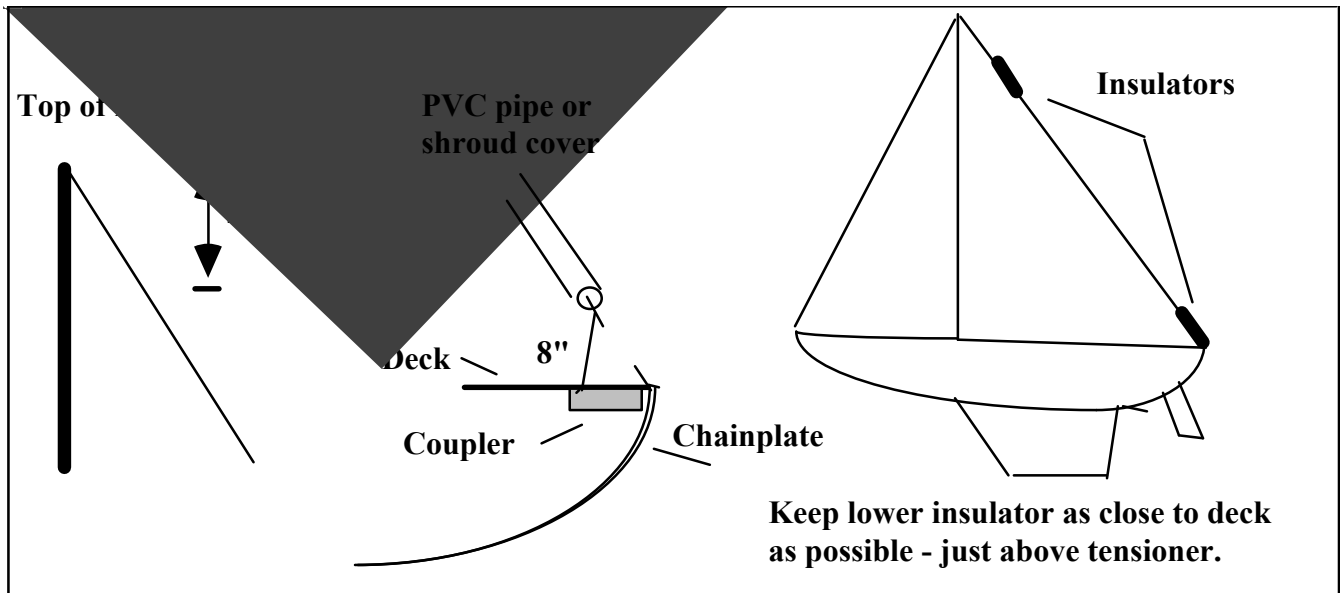 Top of
PVC pipe or
shroud cover
Insulators
Deck
8"
Coupler
Chainplate
Keep lower insulator as close to deck
as possible - just above tensioner.